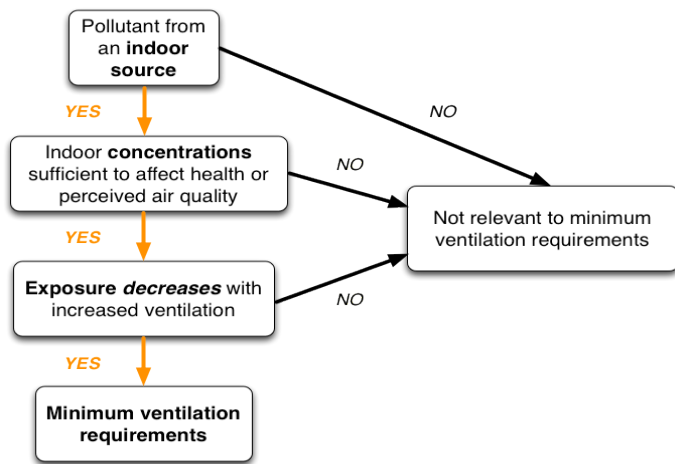 Pollutant from
an indoor
source
YES
NO
Indoor concentrations
sufficient to affect health or
perceived air quality
NO
Not relevant to minimum
ventilation requirements
YES
Exposure decreases with
increased ventilation
NO
YES
Minimum ventilation
requirements